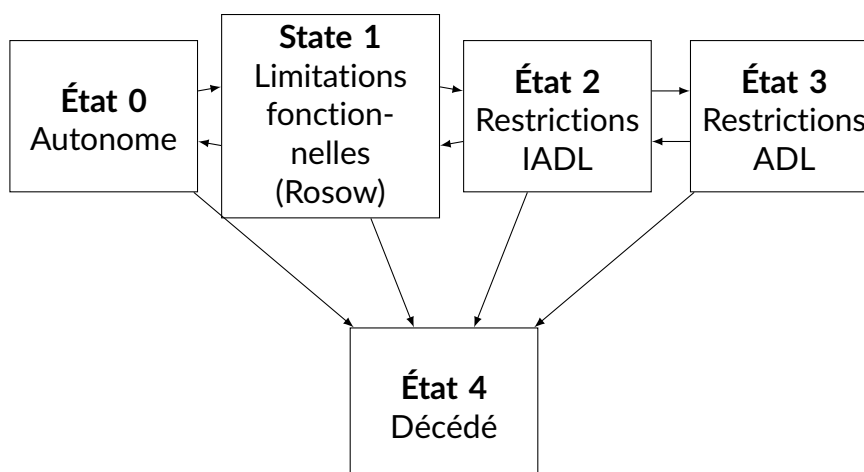 État 0
Autonome
State 1
Limitations
fonction-
nelles
(Rosow)
État 2
Restrictions
IADL
État 3
Restrictions
ADL
État 4
Décédé